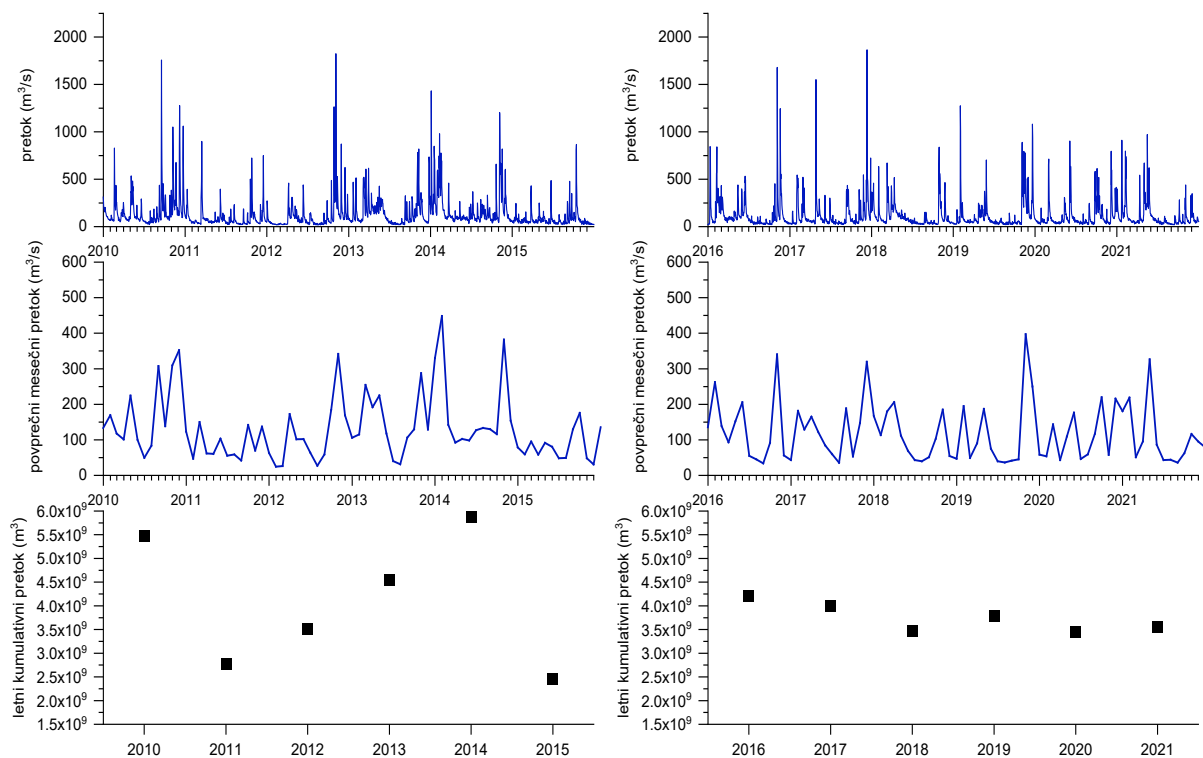 pretok (m³/s)
2000
1500
1000
500
0
2010 2011 2012 2013 2014 2015
pretok (m³/s)
2000
1500
1000
500
0
2016 2017 2018 2019 2020 2021
povprečni mesečni pretok (m³/s)
600
500
400
300
200
100
0
2010 2011 2012 2013 2014 2015
povprečni mesečni pretok (m³/s)
600
500
400
300
200
100
0
2016 2017 2018 2019 2020 2021
letni kumulativni pretok (m³)
6.0x10⁹
5.5x10⁹
5.0x10⁹
4.5x10⁹
4.0x10⁹
3.5x10⁹
3.0x10⁹
2.5x10⁹
2.0x10⁹
1.5x10⁹
2010 2011 2012 2013 2014 2015
letni kumulativni pretok (m³)
6.0x10⁹
5.5x10⁹
5.0x10⁹
4.5x10⁹
4.0x10⁹
3.5x10⁹
3.0x10⁹
2.5x10⁹
2.0x10⁹
1.5x10⁹
2016 2017 2018 2019 2020 2021